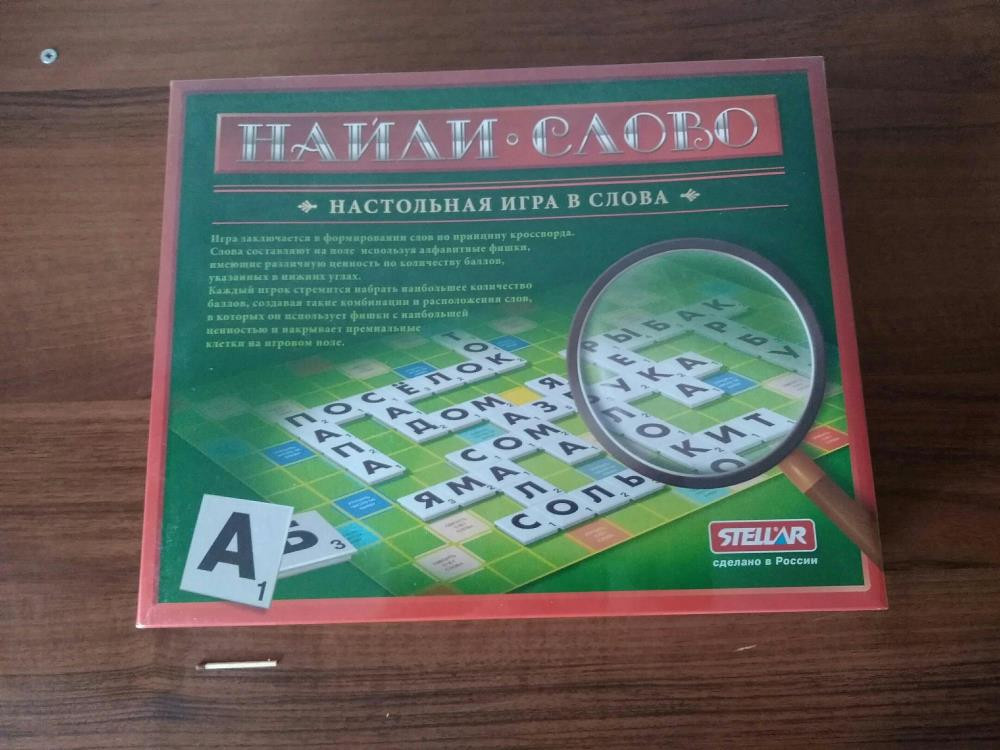 НАЙДИ • СЛОВО
НАСТОЛЬНАЯ ИГРА В СЛОВА
Игра заключается в формировании слов по принципу кроссворда.
Слова составляют на поле используя алфавитные фишки,
имеющие различную ценность по количеству баллов,
указанных в нижних углах.
Каждый игрок стремится набрать наибольшее количество
баллов, создавая такие комбинации и расположения слов,
в которых он использует фишки с наибольшей
ценностью и накрывает премиальные
клетки на игровом поле.
РЫБАК
ПОСЁЛОК
ПАПА
ДОМ
СОМ
ЯМА
СОЛЬ
КИТ
А 1
Б 3
STELLAR
сделано в России